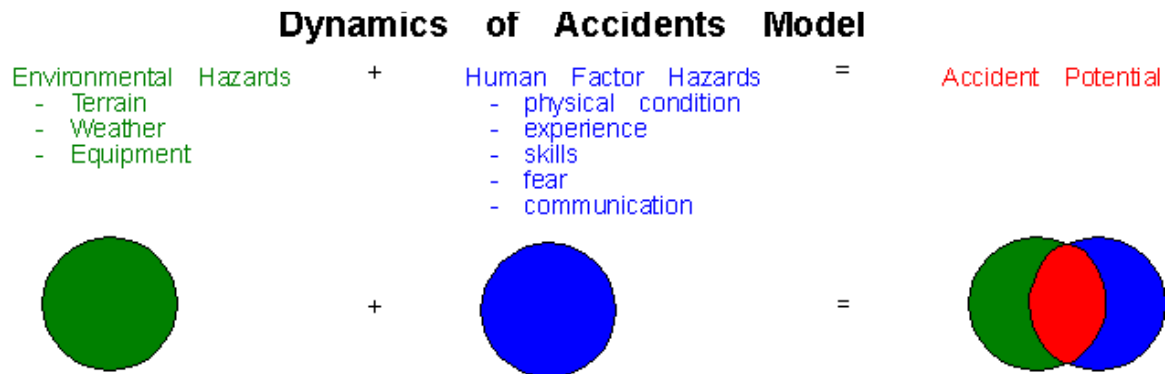 Dynamics of Accidents Model
Environmental Hazards + Human Factor Hazards = Accident Potential
- Terrain
- Weather
- Equipment
- physical condition
- experience
- skills
- fear
- communication
+ =